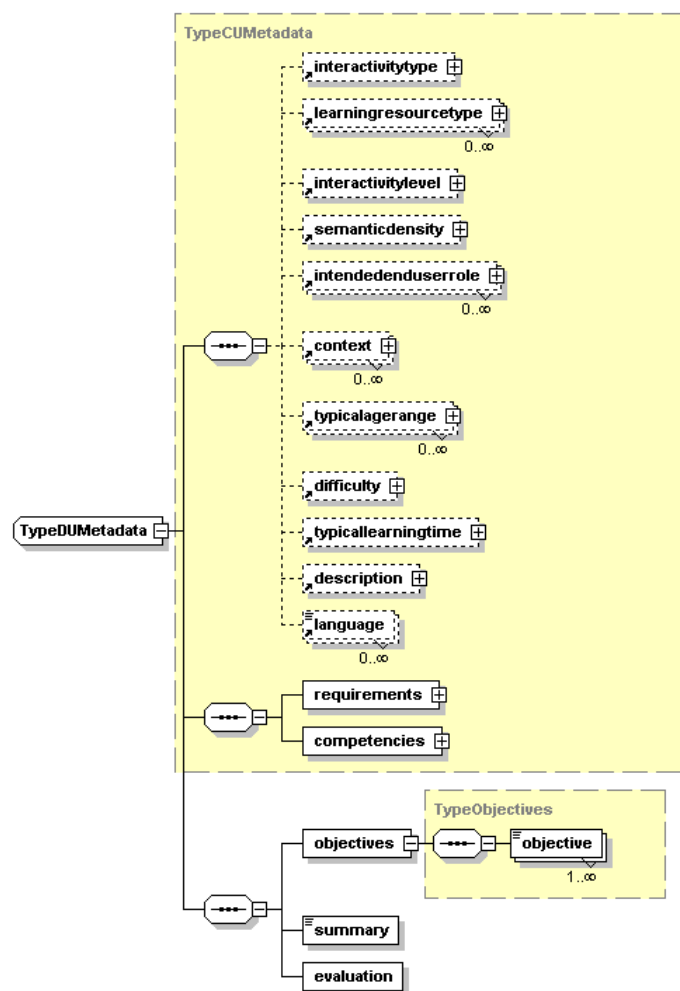 TypeCUMetadata
interactivitytype
learningresourcetype
0..∞
interactivitylevel
semanticdensity
intendedenduserrole
0..∞
context
0..∞
typicalagerange
0..∞
difficulty
TypeDUMetadata
typicallearningtime
description
language
0..∞
requirements
competencies
TypeObjectives
objectives
objective
1..∞
summary
evaluation